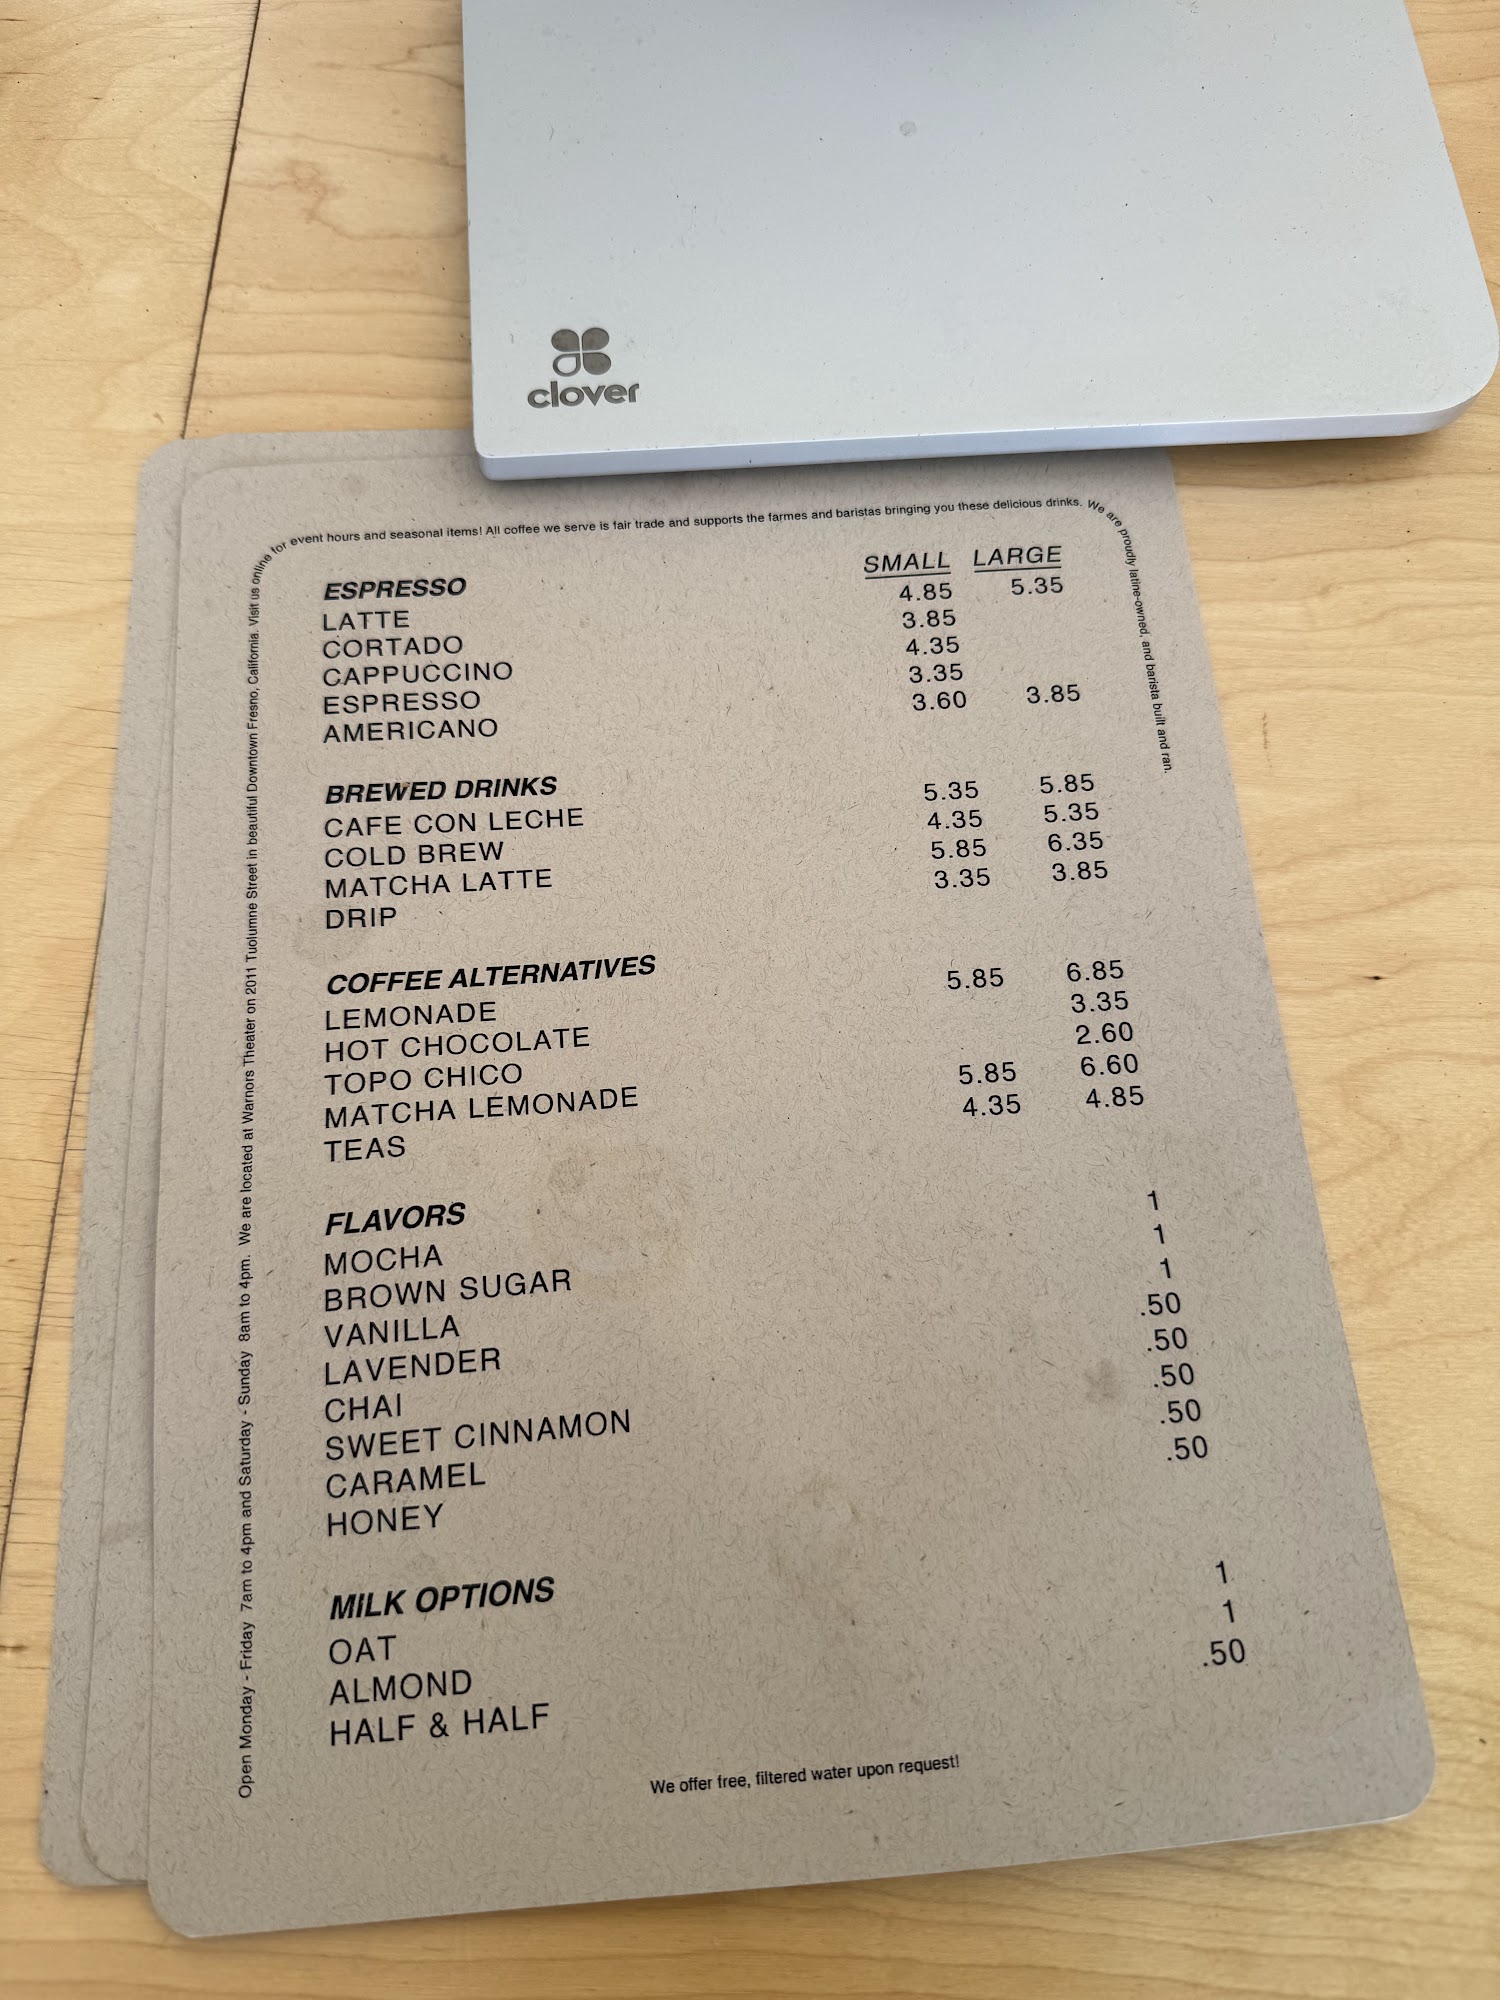 clover
Open Monday - Friday 7am to 4pm and Saturday - Sunday 8am to 4pm. We are located at Warnors Theater on 2011 Tuolumne Street in beautiful Downtown Fresno, California. Visit us online for event hours and seasonal items! All coffee we serve is fair trade and supports the farmes and baristas bringing you these delicious drinks. We are proudly latine-owned, and barista built and ran.
SMALL LARGE
ESPRESSO 4.85 5.35
LATTE 3.85
CORTADO 4.35
CAPPUCCINO 3.35
ESPRESSO 3.60 3.85
AMERICANO
BREWED DRINKS 5.35 5.85
CAFE CON LECHE 4.35 5.35
COLD BREW 5.85 6.35
MATCHA LATTE 3.35 3.85
DRIP
COFFEE ALTERNATIVES 5.85 6.85
LEMONADE 3.35
HOT CHOCOLATE 2.60
TOPO CHICO 5.85 6.60
MATCHA LEMONADE 4.35 4.85
TEAS
FLAVORS 1
MOCHA 1
BROWN SUGAR 1
VANILLA .50
LAVENDER .50
CHAI .50
SWEET CINNAMON .50
CARAMEL .50
HONEY
MILK OPTIONS 1
OAT 1
ALMOND .50
HALF & HALF
We offer free, filtered water upon request!